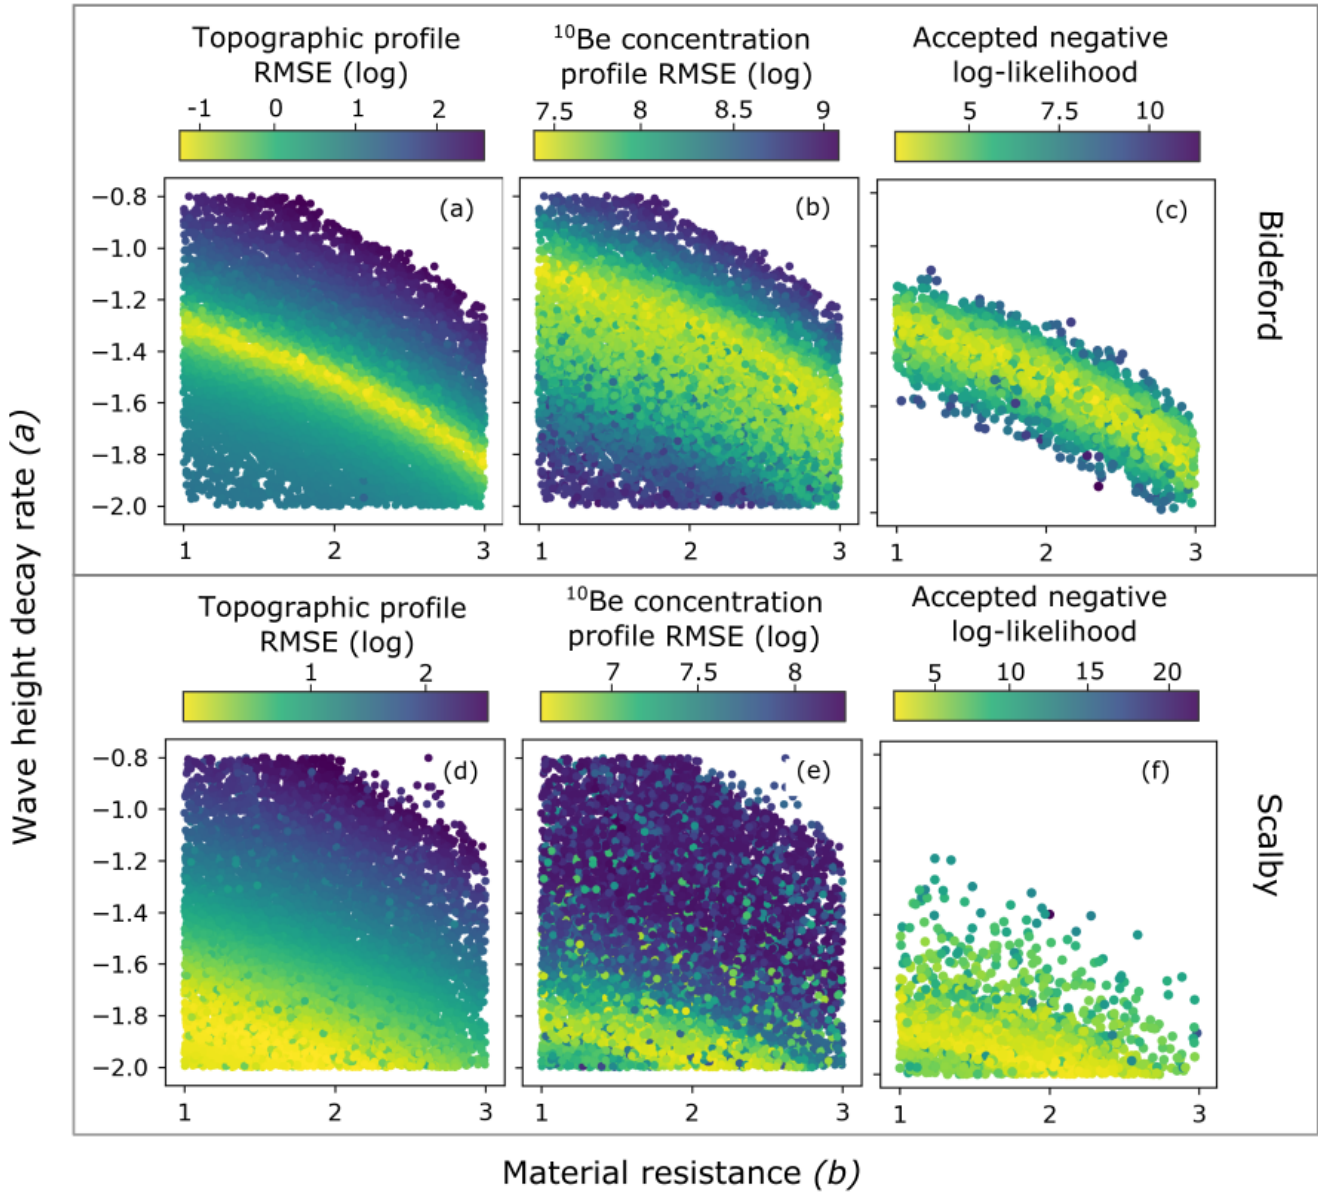 Topographic profile
RMSE (log)
-1 0 1 2
¹⁰Be concentration
profile RMSE (log)
7.5 8 8.5 9
Accepted negative
log-likelihood
5 7.5 10
(a)
(b)
(c)
−0.8
−1.0
−1.2
−1.4
−1.6
−1.8
−2.0
1 2 3
1 2 3
1 2 3
Bideford
Topographic profile
RMSE (log)
1 2
¹⁰Be concentration
profile RMSE (log)
7 7.5 8
Accepted negative
log-likelihood
5 10 15 20
(d)
(e)
(f)
−0.8
−1.0
−1.2
−1.4
−1.6
−1.8
−2.0
1 2 3
1 2 3
1 2 3
Scalby
Wave height decay rate (a)
Material resistance (b)